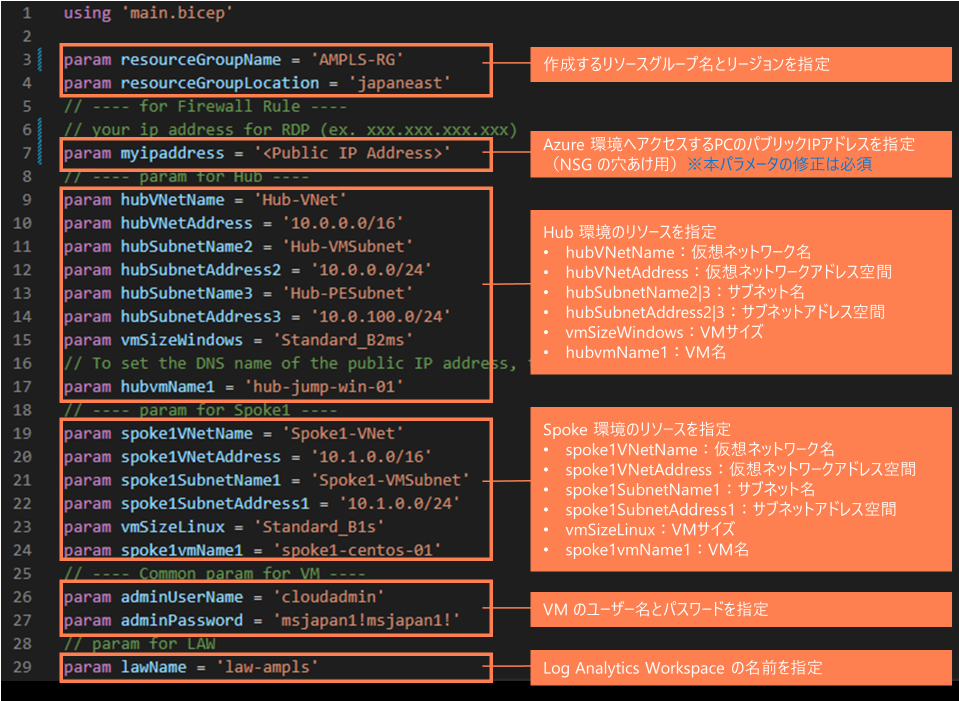 1 using 'main.bicep'
2
3 param resourceGroupName = 'AMPLS-RG'
4 param resourceGroupLocation = 'japaneast'
5 // ---- for Firewall Rule ----
6 // your ip address for RDP (ex. xxx.xxx.xxx.xxx)
7 param myipaddress = '<Public IP Address>'
8 // ---- param for Hub ----
9 param hubVNetName = 'Hub-VNet'
10 param hubVNetAddress = '10.0.0.0/16'
11 param hubSubnetName2 = 'Hub-VMSubnet'
12 param hubSubnetAddress2 = '10.0.0.0/24'
13 param hubSubnetName3 = 'Hub-PESubnet'
14 param hubSubnetAddress3 = '10.0.100.0/24'
15 param vmSizeWindows = 'Standard_B2ms'
16 // To set the DNS name of the public IP address,
17 param hubvmName1 = 'hub-jump-win-01'
18 // ---- param for Spoke1 ----
19 param spoke1VNetName = 'Spoke1-VNet'
20 param spoke1VNetAddress = '10.1.0.0/16'
21 param spoke1SubnetName1 = 'Spoke1-VMSubnet'
22 param spoke1SubnetAddress1 = '10.1.0.0/24'
23 param vmSizeLinux = 'Standard_B1s'
24 param spoke1vmName1 = 'spoke1-centos-01'
25 // ---- Common param for VM ----
26 param adminUserName = 'cloudadmin'
27 param adminPassword = 'msjapan1!msjapan1!'
28 // param for LAW
29 param lawName = 'law-ampls'
作成するリソースグループ名とリージョンを指定
Azure 環境へアクセスするPCのパブリックIPアドレスを指定
（NSG の穴あけ用）※本パラメータの修正は必須
Hub 環境のリソースを指定
• hubVNetName：仮想ネットワーク名
• hubVNetAddress：仮想ネットワークアドレス空間
• hubSubnetName2|3：サブネット名
• hubSubnetAddress2|3：サブネットアドレス空間
• vmSizeWindows：VMサイズ
• hubvmName1：VM名
Spoke 環境のリソースを指定
• spoke1VNetName：仮想ネットワーク名
• spoke1VNetAddress：仮想ネットワークアドレス空間
• spoke1SubnetName1：サブネット名
• spoke1SubnetAddress1：サブネットアドレス空間
• vmSizeLinux：VMサイズ
• spoke1vmName1：VM名
VM のユーザー名とパスワードを指定
Log Analytics Workspace の名前を指定